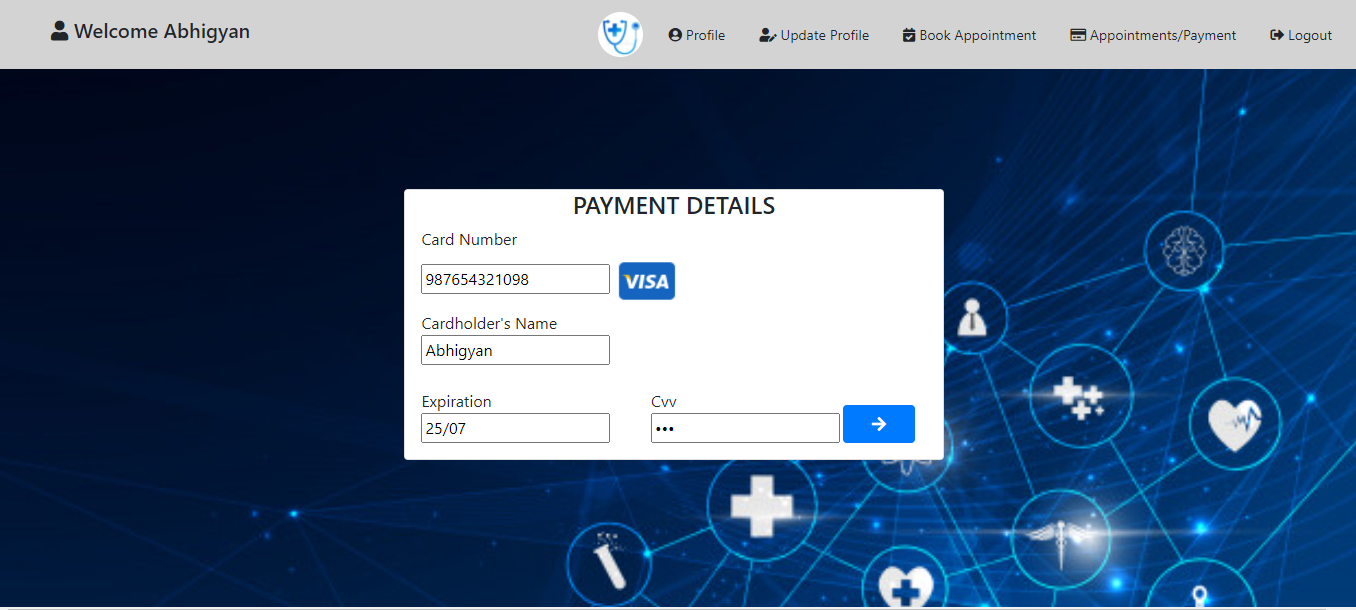 Welcome Abhigyan
Profile
Update Profile
Book Appointment
Appointments/Payment
Logout
PAYMENT DETAILS
Card Number
987654321098
VISA
Cardholder's Name
Abhigyan
Expiration
Cvv
25/07
•••